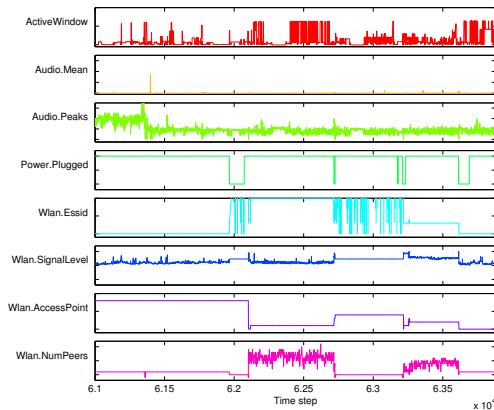 ActiveWindow
Audio.Mean
Audio.Peaks
Power.Plugged
Wlan.Essid
Wlan.SignalLevel
Wlan.AccessPoint
Wlan.NumPeers
6.1 6.15 6.2 6.25 6.3 6.35
Time step